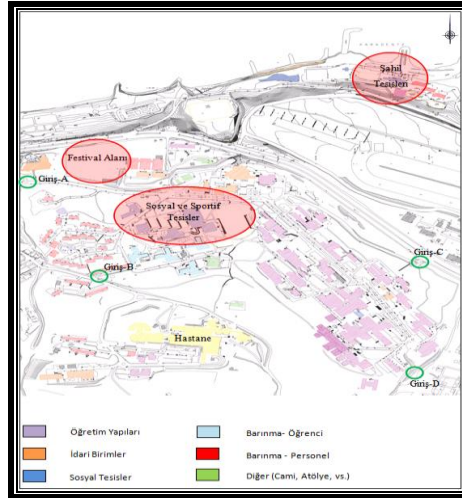 Şahil
Tesisleri
Festival Alanı
Giriş-A
Sosyal ve Sportif
Tesisler
Giriş-B
Giriş-C
Hastane
Giriş-D
Öğretim Yapıları
Barınma- Öğrenci
İdari Birimler
Barınma - Personel
Sosyal Tesisler
Diğer (Cami, Atölye, vs.)